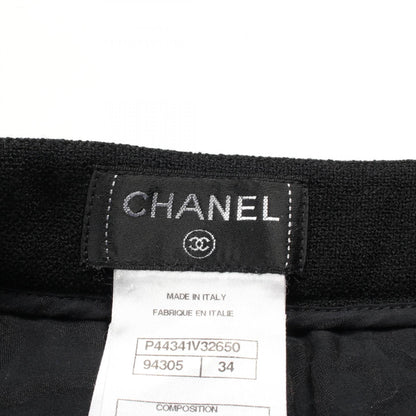 CHANEL
MADE IN ITALY
FABRIQUE EN ITALIE
P44341V32650
94305 34
COMPOSITION